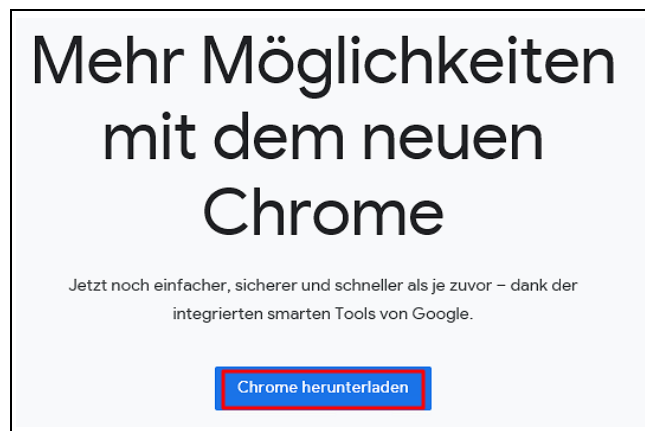 Mehr Möglichkeiten
mit dem neuen
Chrome
Jetzt noch einfacher, sicherer und schneller als je zuvor – dank der
integrierten smarten Tools von Google.
Chrome herunterladen